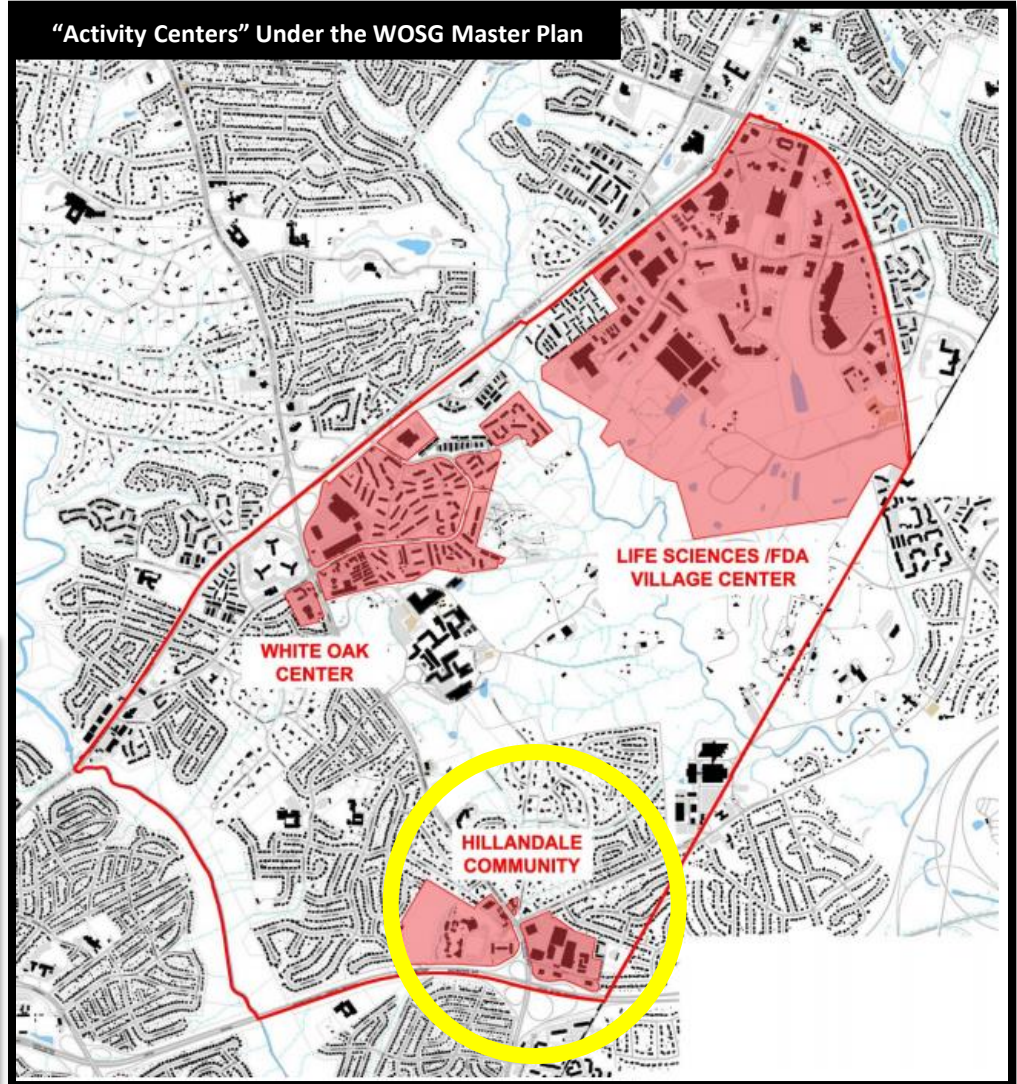 “Activity Centers” Under the WOSG Master Plan
LIFE SCIENCES /FDA
VILLAGE CENTER
WHITE OAK
CENTER
HILLANDALE
COMMUNITY